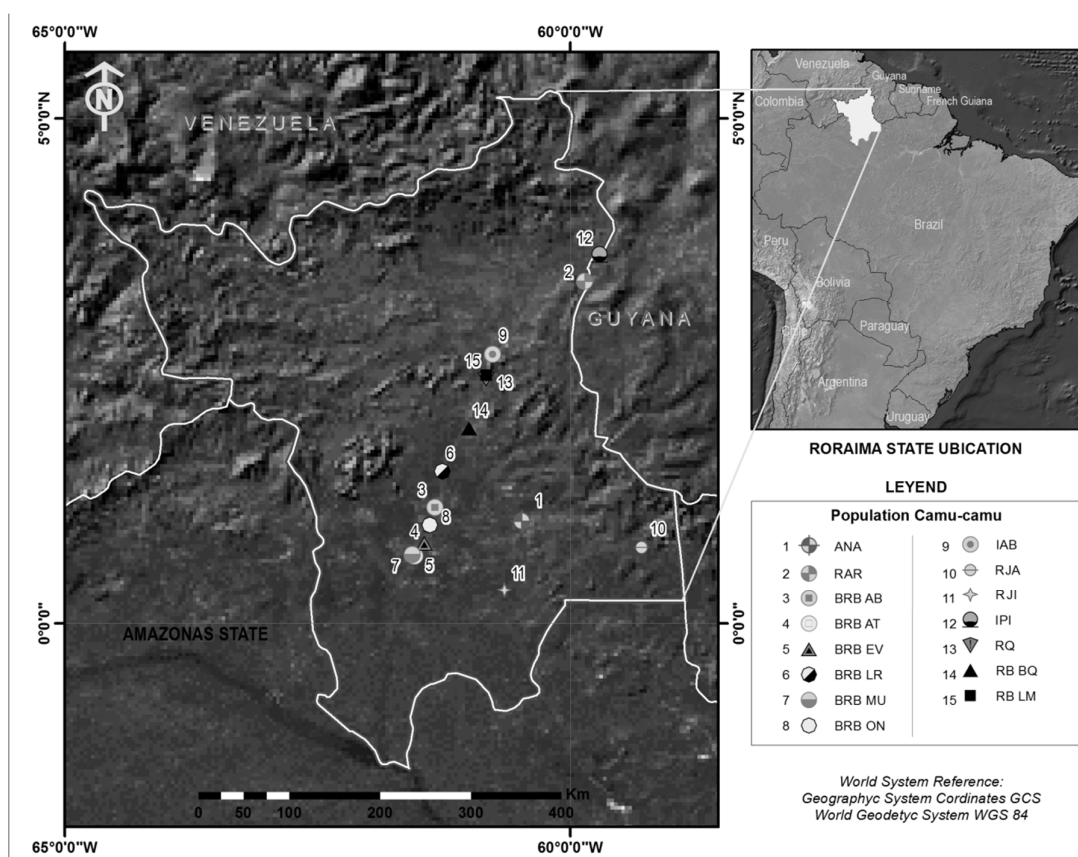 65°0'0"W
60°0'0"W
5°0'0"N
N
VENEZUELA
12
2
GUYANA
9
15
13
14
6
3
8
1
4
10
7
5
11
0°0'0"
AMAZONAS STATE
Km
0 50 100 200 300 400
65°0'0"W
60°0'0"W
5°0'0"N
0°0'0"
Venezuela
Guyana
Suriname
Colombia
French Guiana
Brazil
Peru
Bolivia
Chile
Paraguay
Argentina
Uruguay
RORAIMA STATE UBICATION
LEYEND
Population Camu-camu
1 ANA
2 RAR
3 BRB AB
4 BRB AT
5 BRB EV
6 BRB LR
7 BRB MU
8 BRB ON
9 IAB
10 RJA
11 RJI
12 IPI
13 RQ
14 RB BQ
15 RB LM
World System Reference:
Geographyc System Cordinates GCS
World Geodetyc System WGS 84